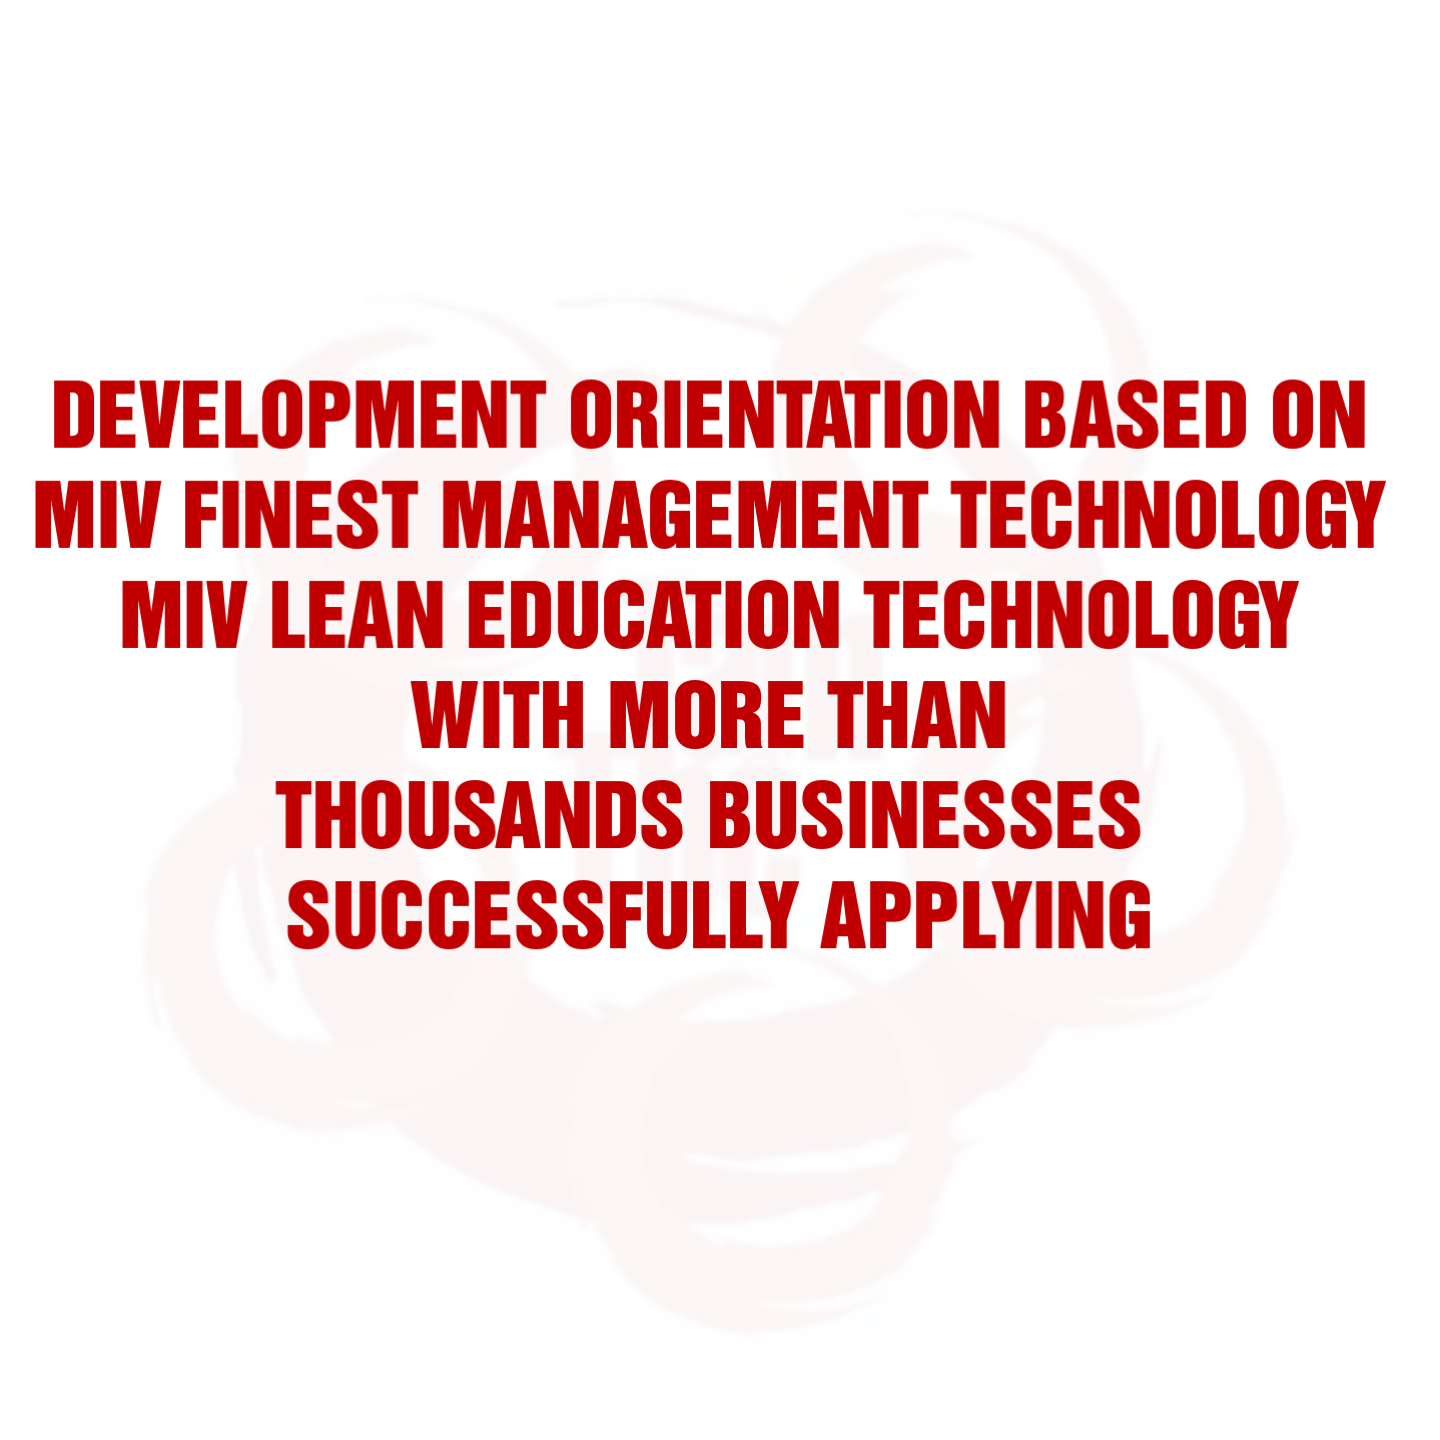 DEVELOPMENT ORIENTATION BASED ON
MIV FINEST MANAGEMENT TECHNOLOGY
MIV LEAN EDUCATION TECHNOLOGY
WITH MORE THAN
THOUSANDS BUSINESSES
SUCCESSFULLY APPLYING